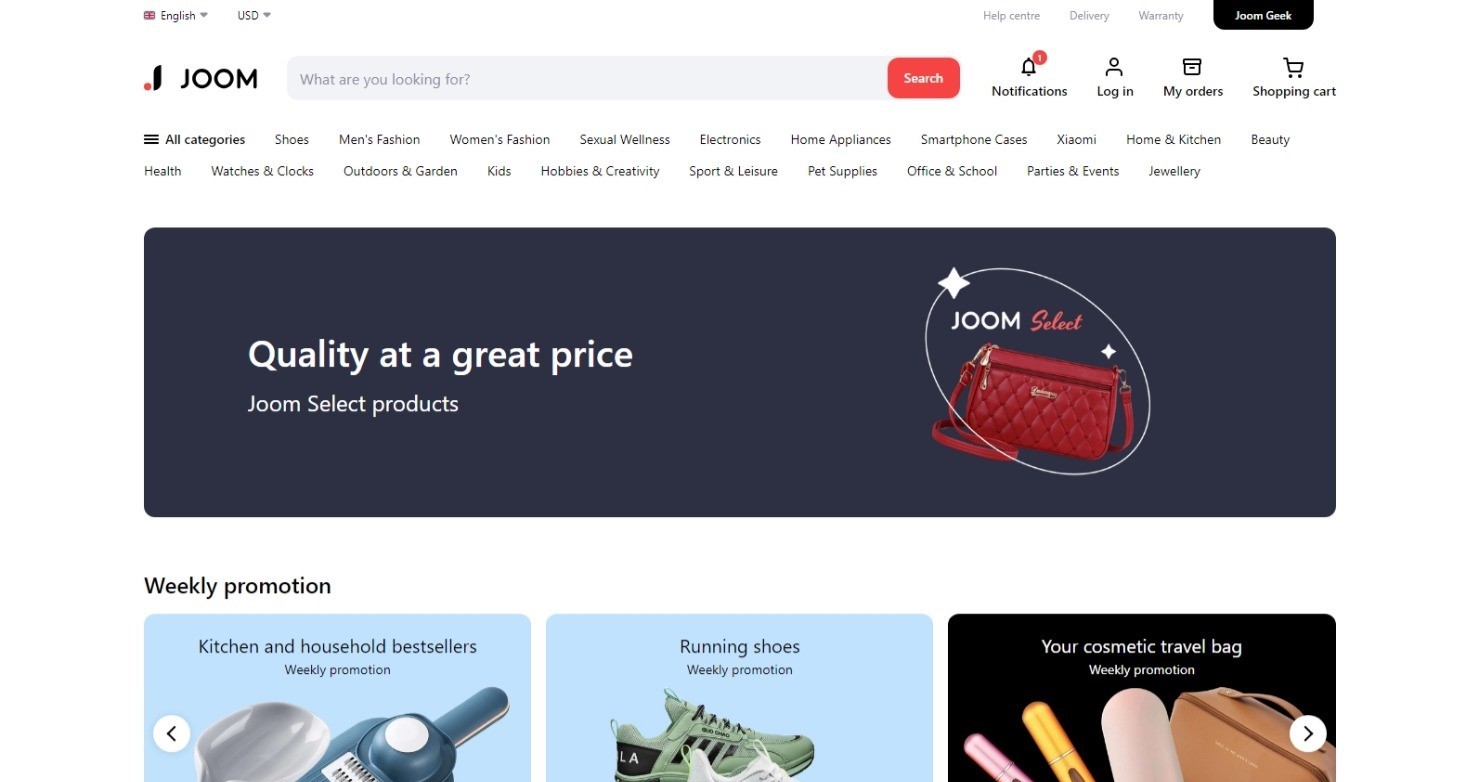 English USD Help centre Delivery Warranty Joom Geek
JOOM What are you looking for? Search
1
Notifications Log in My orders Shopping cart
All categories Shoes Men's Fashion Women's Fashion Sexual Wellness Electronics Home Appliances Smartphone Cases Xiaomi Home & Kitchen Beauty
Health Watches & Clocks Outdoors & Garden Kids Hobbies & Creativity Sport & Leisure Pet Supplies Office & School Parties & Events Jewellery
JOOM Select
Quality at a great price
Joom Select products
Weekly promotion
Kitchen and household bestsellers
Weekly promotion
Running shoes
Weekly promotion
Your cosmetic travel bag
Weekly promotion